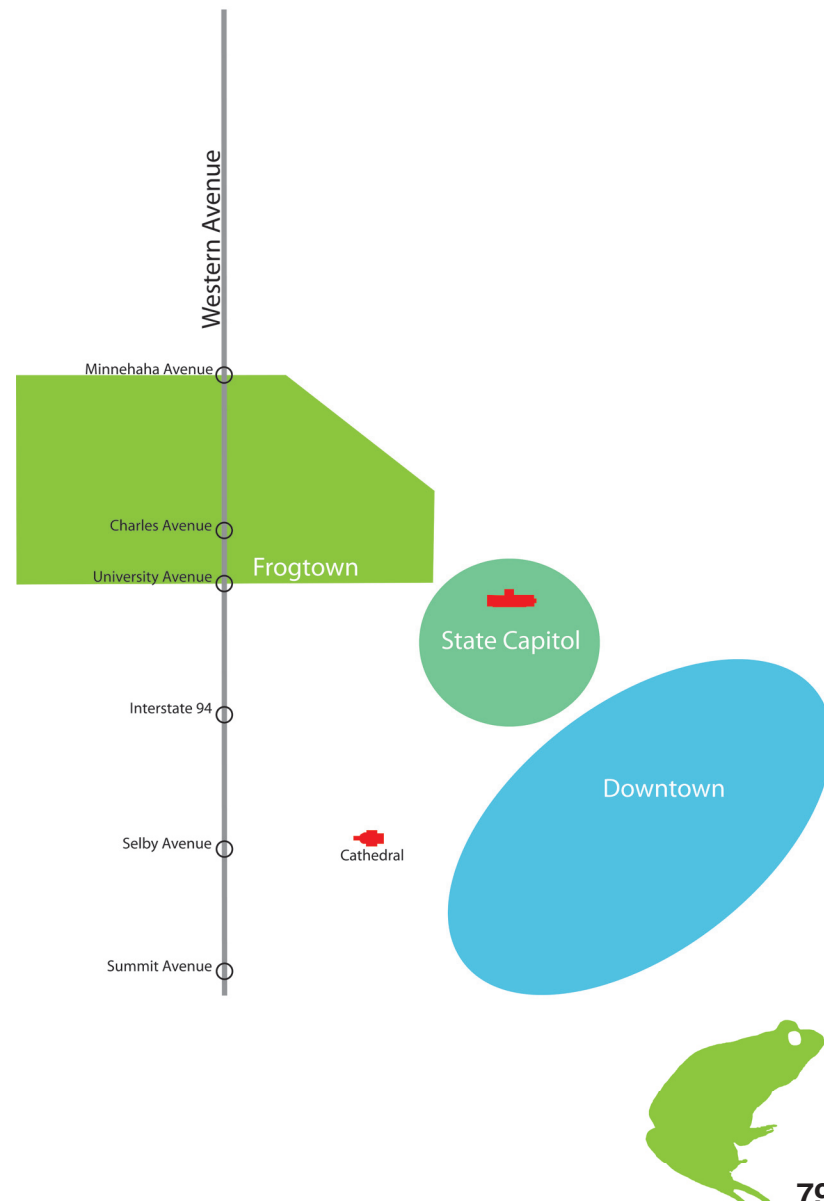 Western Avenue
Minnehaha Avenue
Charles Avenue
Frogtown
University Avenue
State Capitol
Interstate 94
Downtown
Selby Avenue
Cathedral
Summit Avenue
79